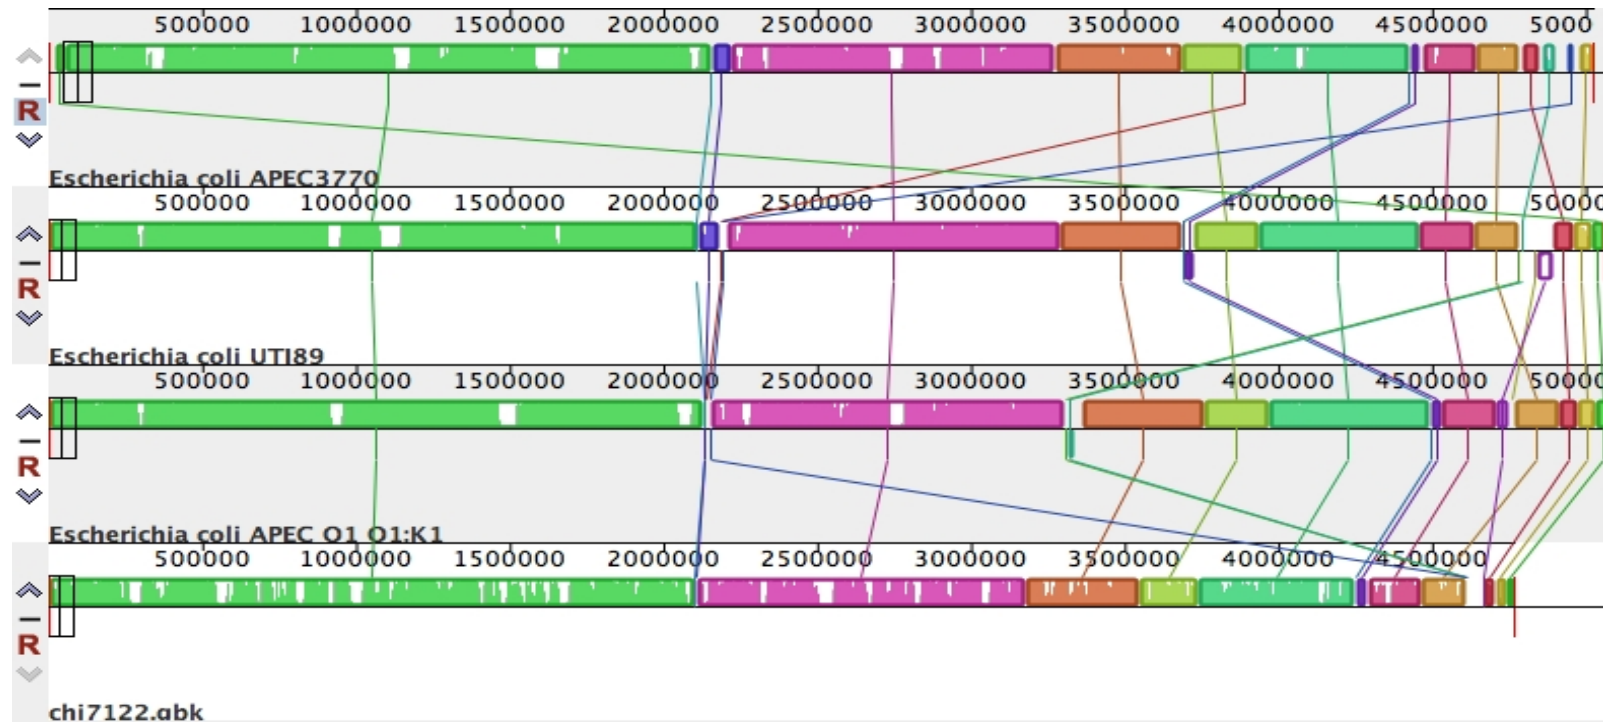 500000 1000000 1500000 2000000 2500000 3000000 3500000 4000000 4500000 5000
R
Escherichia coli APEC3770
500000 1000000 1500000 2000000 2500000 3000000 3500000 4000000 4500000 50000
R
Escherichia coli UTI89
500000 1000000 1500000 2000000 2500000 3000000 3500000 4000000 4500000 50000
R
Escherichia coli APEC O1 O1:K1
500000 1000000 1500000 2000000 2500000 3000000 3500000 4000000 4500000
R
chi7122.gbk